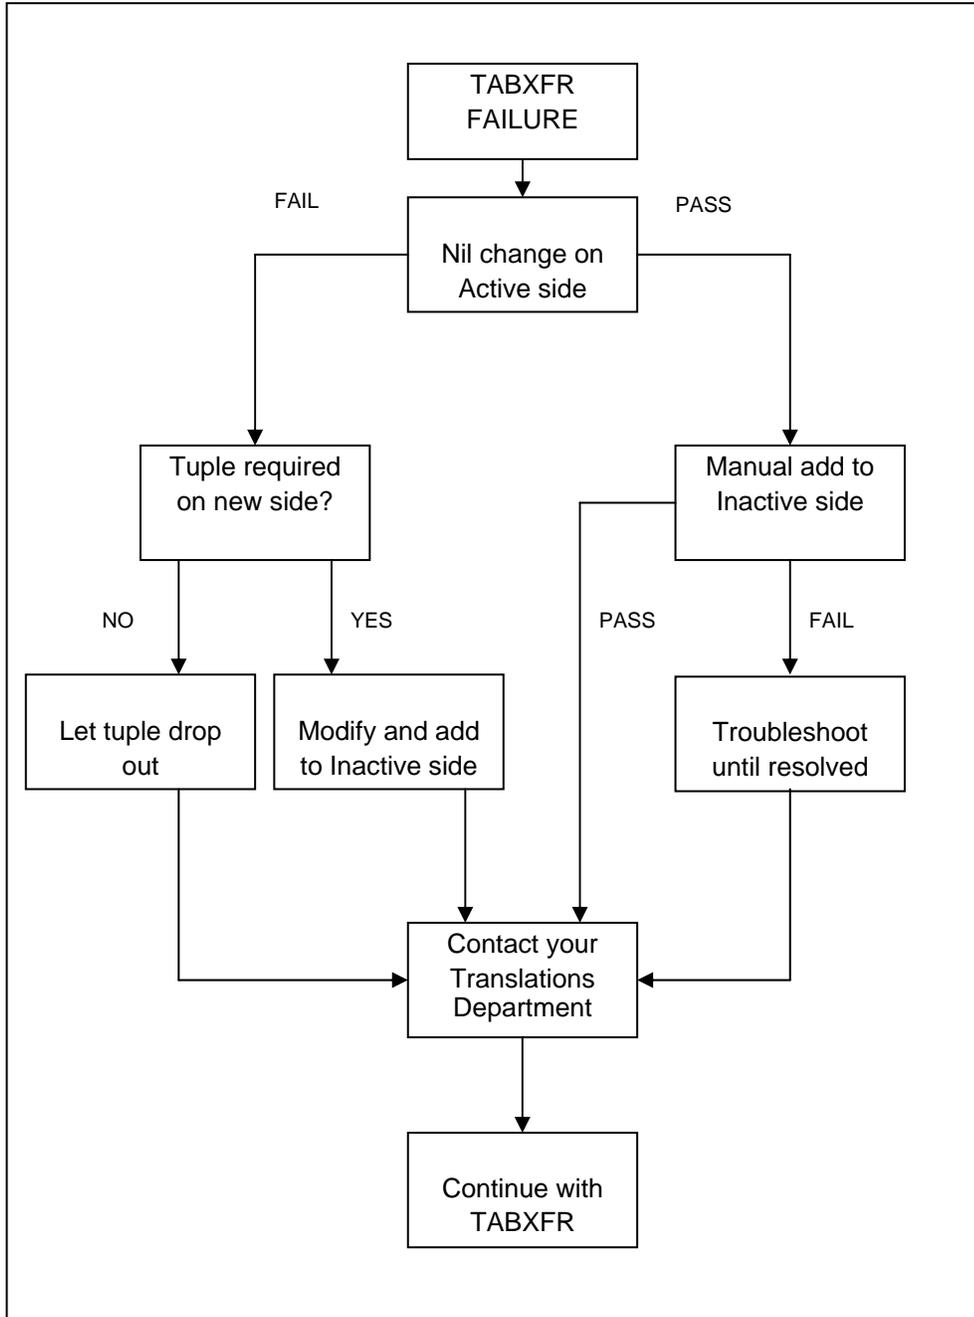 TABXFR
FAILURE
FAIL
PASS
Nil change on
Active side
Tuple required
on new side?
Manual add to
Inactive side
NO
YES
PASS
FAIL
Let tuple drop
out
Modify and add
to Inactive side
Troubleshoot
until resolved
Contact your
Translations
Department
Continue with
TABXFR